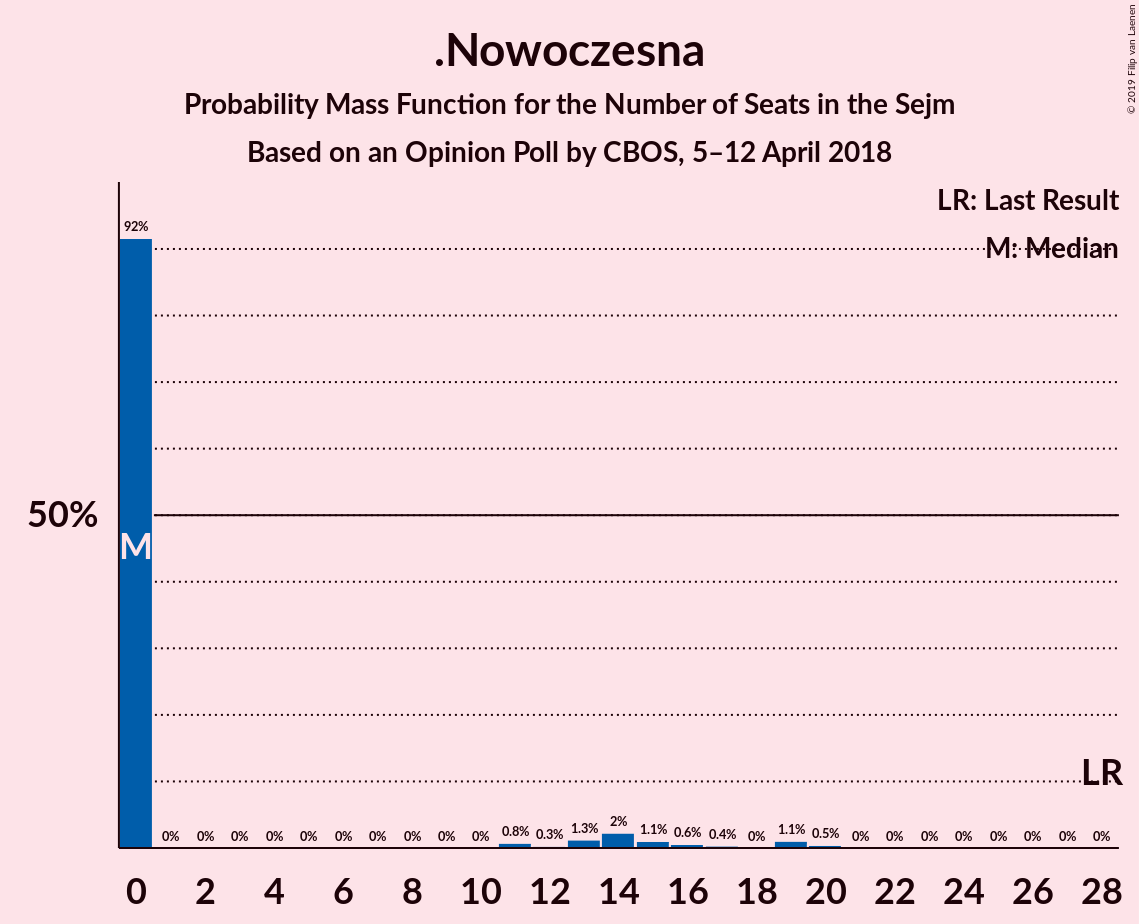 .Nowoczesna
Probability Mass Function for the Number of Seats in the Sejm
Based on an Opinion Poll by CBOS, 5–12 April 2018
© 2019 Filip van Laenen
LR: Last Result
M: Median
92%
50%
M
LR
0% 0% 0% 0% 0% 0% 0% 0% 0% 0% 0.8% 0.3% 1.3% 2% 1.1% 0.6% 0.4% 0% 1.1% 0.5% 0% 0% 0% 0% 0% 0% 0% 0%
0 2 4 6 8 10 12 14 16 18 20 22 24 26 28